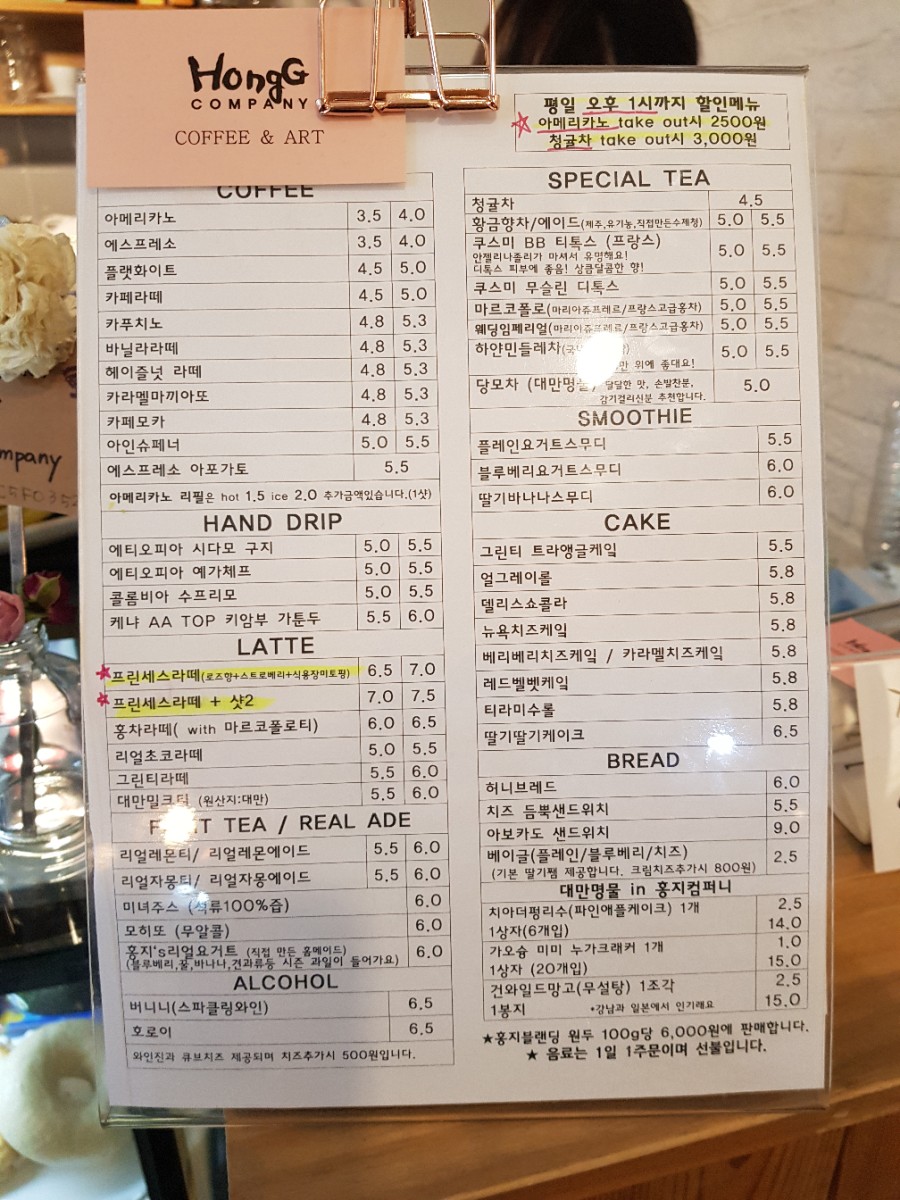 HongG
COMPANY
COFFEE & ART
평일 오후 1시까지 할인메뉴
아메리카노 take out시 2500원
청귤차 take out시 3,000원
COFFEE
아메리카노 3.5 4.0
에스프레소 3.5 4.0
플랫화이트 4.5 5.0
카페라떼 4.5 5.0
카푸치노 4.8 5.3
바닐라라떼 4.8 5.3
헤이즐넛 라떼 4.8 5.3
카라멜마끼아또 4.8 5.3
카페모카 4.8 5.3
아인슈페너 5.0 5.5
에스프레소 아포가토 5.5
아메리카노 리필은 hot 1.5 ice 2.0 추가금액있습니다.(1샷)
HAND DRIP
에티오피아 시다모 구지 5.0 5.5
에티오피아 예가체프 5.0 5.5
콜롬비아 수프리모 5.0 5.5
케냐 AA TOP 키암부 가툰두 5.5 6.0
LATTE
프린세스라떼(로즈향+스트로베리+식용장미토핑) 6.5 7.0
프린세스라떼 + 샷2 7.0 7.5
홍차라떼( with 마르코폴로티) 6.0 6.5
리얼초코라떼 5.0 5.5
그린티라떼 5.5 6.0
대만밀크티 (원산지:대만) 5.5 6.0
TEA / REAL ADE
리얼레몬티/ 리얼레몬에이드 5.5 6.0
리얼자몽티/ 리얼자몽에이드 5.5 6.0
미녀주스 (석류100%즙) 6.0
모히또 (무알콜) 6.0
홍지's리얼요거트 (직접 만든 홈메이드) 6.0
(블루베리,꿀,바나나,견과류등 시즌 과일이 들어가요)
ALCOHOL
버니니(스파클링와인) 6.5
호로이 6.5
와인진과 큐브치즈 제공되며 치즈추가시 500원입니다.
SPECIAL TEA
청귤차 4.5
황금향차/에이드(제주,유기농,직접만든수제청) 5.0 5.5
쿠스미 BB 티톡스 (프랑스) 5.0 5.5
안젤리나졸리가 마셔서 유명해요!
디톡스 피부에 좋음! 상큼달콤한 향!
쿠스미 무슬린 디톡스 5.0 5.5
마르코폴로(마리아쥬프레르/프랑스고급홍차) 5.0 5.5
웨딩임페리얼(마리아쥬프레르/프랑스고급홍차) 5.0 5.5
하얀민들레차 5.0 5.5
위에 좋대요!
당모차 (대만명물) 달달한 맛, 손발찬분, 5.0
감기걸리신분 추천합니다.
SMOOTHIE
플레인요거트스무디 5.5
블루베리요거트스무디 6.0
딸기바나나스무디 6.0
CAKE
그린티 트라앵글케잌 5.5
얼그레이롤 5.8
델리스쇼콜라 5.8
뉴욕치즈케잌 5.8
베리베리치즈케잌 / 카라멜치즈케잌 5.8
레드벨벳케잌 5.8
티라미수롤 5.8
딸기딸기케이크 6.5
BREAD
허니브레드 6.0
치즈 듬뿍샌드위치 5.5
아보카도 샌드위치 9.0
베이글(플레인/블루베리/치즈) 2.5
(기본 딸기쨈 제공합니다. 크림치즈추가시 800원)
대만명물 in 홍지컴퍼니
치아더펑리수(파인애플케이크) 1개 2.5
1상자(6개입) 14.0
가오슝 미미 누가크래커 1개 1.0
1상자 (20개입) 15.0
건와일드망고(무설탕) 1조각 2.5
1봉지 *강남과 일본에서 인기래요 15.0
★홍지블랜딩 원두 100g당 6,000원에 판매합니다.
★ 음료는 1일 1주문이며 선불입니다.
mpany